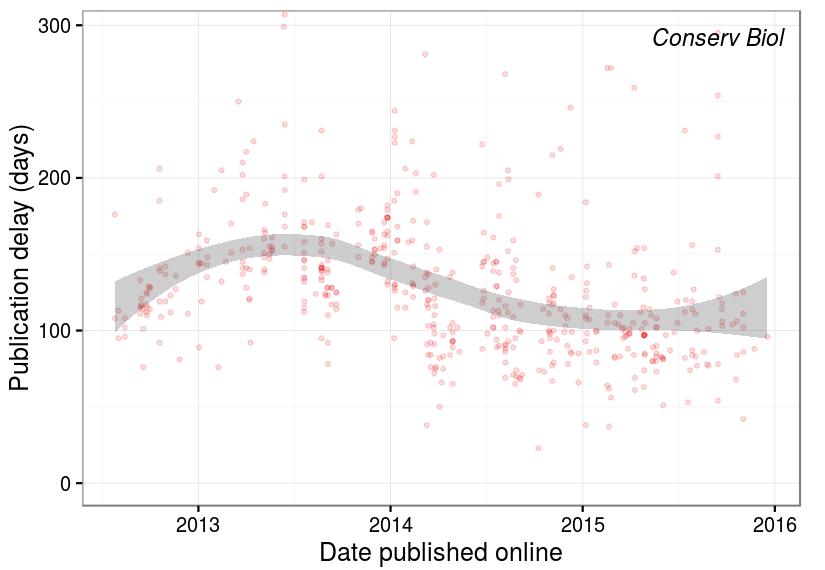 Conserv Biol
Publication delay (days)
300
200
100
0
2013 2014 2015 2016
Date published online